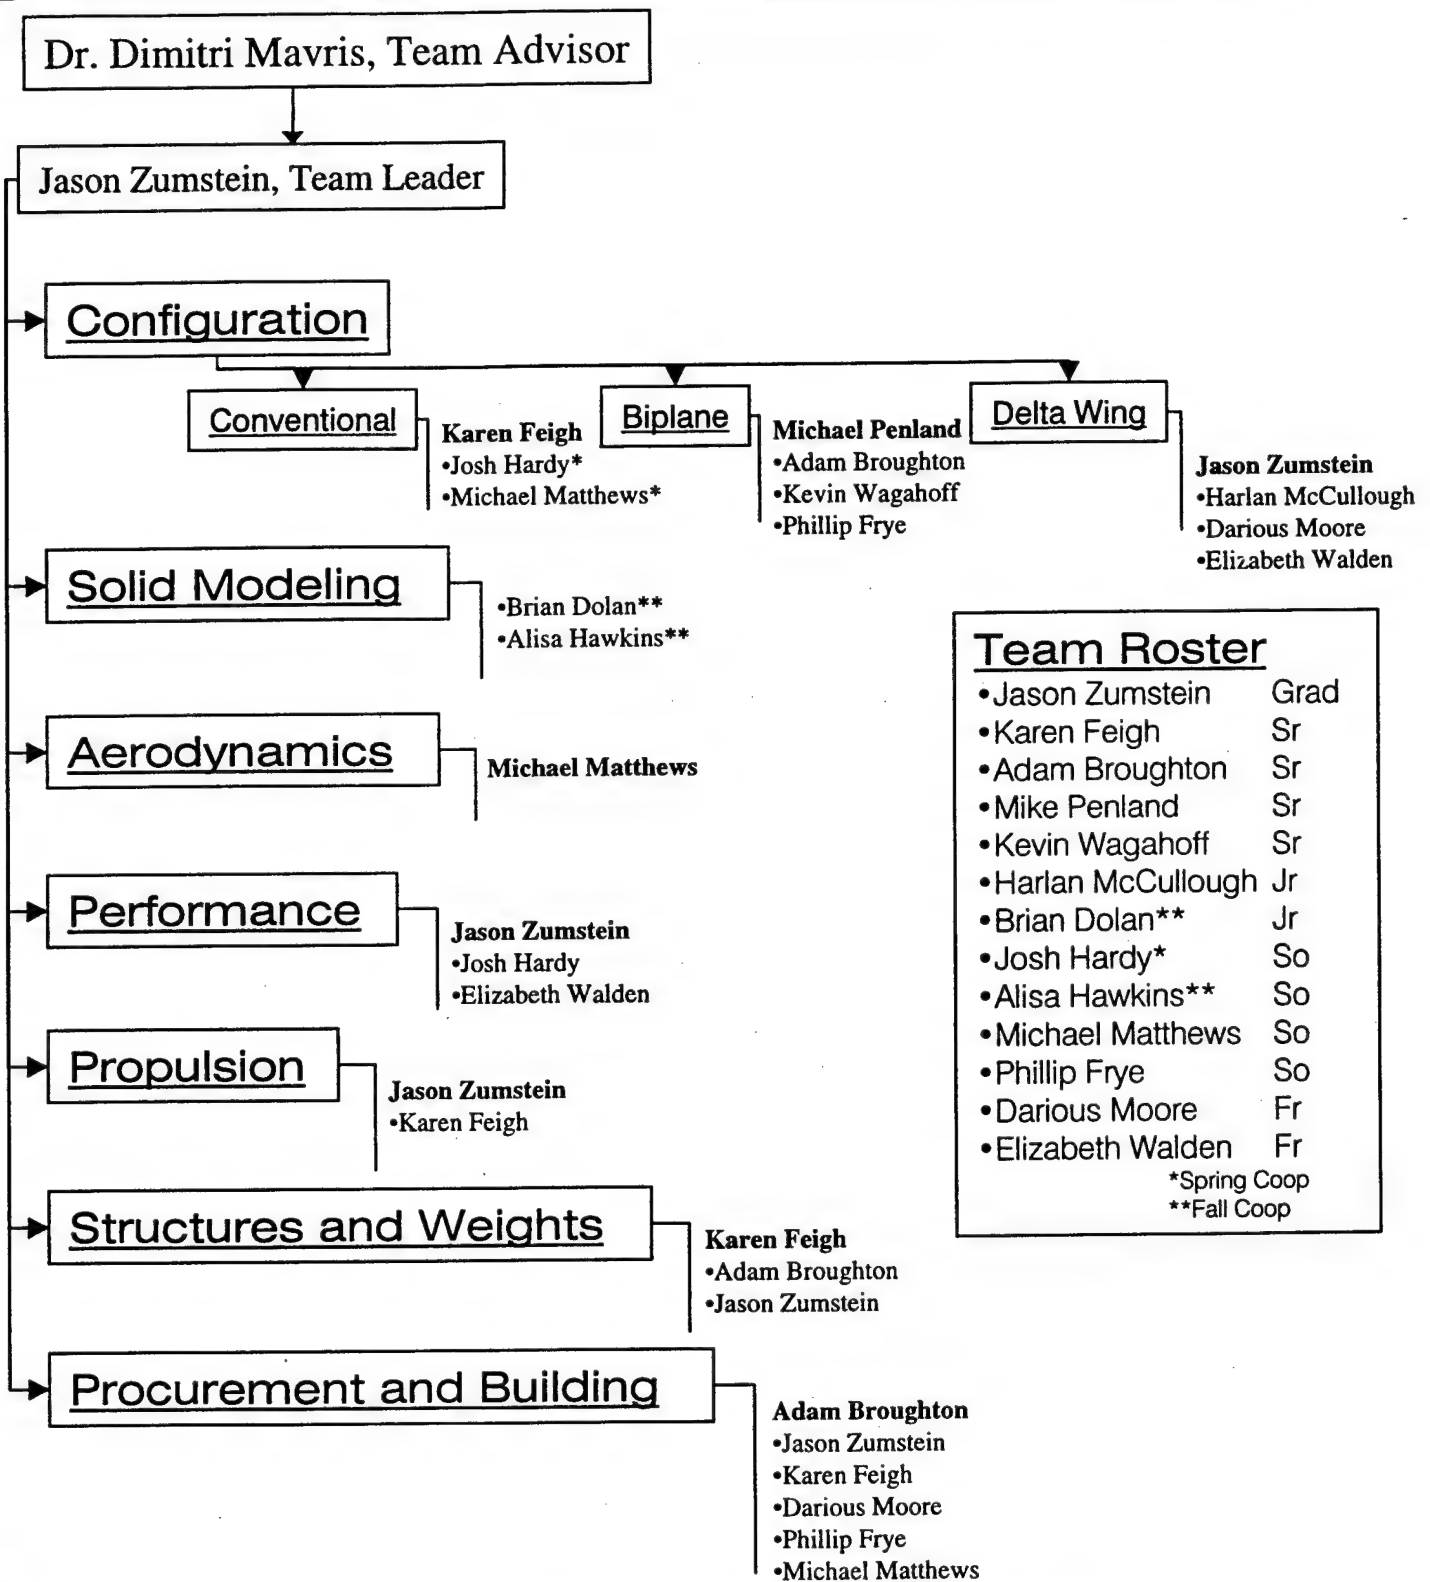 Dr. Dimitri Mavris, Team Advisor
Jason Zumstein, Team Leader
Configuration
Conventional
Karen Feigh
•Josh Hardy*
•Michael Matthews*
Biplane
Michael Penland
•Adam Broughton
•Kevin Wagahoff
•Phillip Frye
Delta Wing
Jason Zumstein
•Harlan McCullough
•Darious Moore
•Elizabeth Walden
Solid Modeling
•Brian Dolan**
•Alisa Hawkins**
Aerodynamics
Michael Matthews
Performance
Jason Zumstein
•Josh Hardy
•Elizabeth Walden
Propulsion
Jason Zumstein
•Karen Feigh
Structures and Weights
Karen Feigh
•Adam Broughton
•Jason Zumstein
Procurement and Building
Adam Broughton
•Jason Zumstein
•Karen Feigh
•Darious Moore
•Phillip Frye
•Michael Matthews
Team Roster
•Jason Zumstein Grad
•Karen Feigh Sr
•Adam Broughton Sr
•Mike Penland Sr
•Kevin Wagahoff Sr
•Harlan McCullough Jr
•Brian Dolan** Jr
•Josh Hardy* So
•Alisa Hawkins** So
•Michael Matthews So
•Phillip Frye So
•Darious Moore Fr
•Elizabeth Walden Fr
*Spring Coop
**Fall Coop